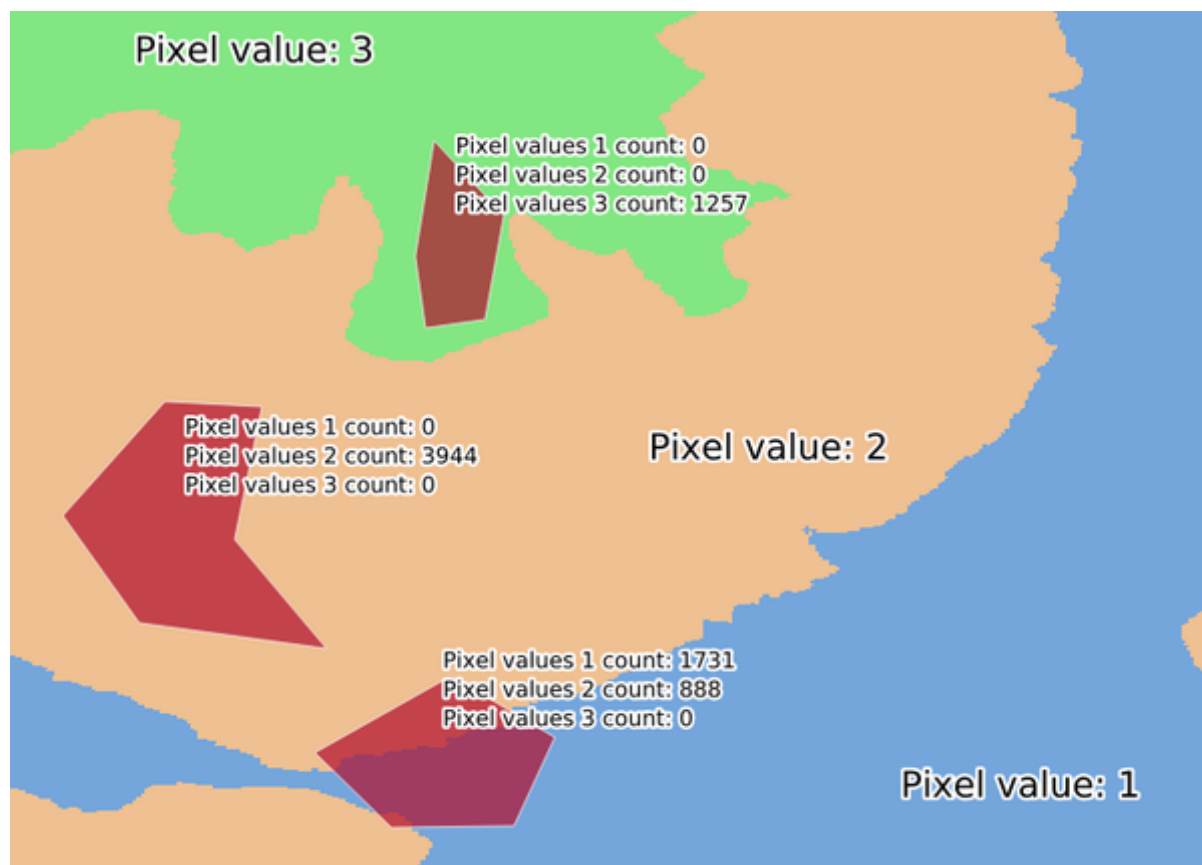 Pixel value: 3
Pixel values 1 count: 0
Pixel values 2 count: 0
Pixel values 3 count: 1257
Pixel values 1 count: 0
Pixel values 2 count: 3944
Pixel values 3 count: 0
Pixel value: 2
Pixel values 1 count: 1731
Pixel values 2 count: 888
Pixel values 3 count: 0
Pixel value: 1